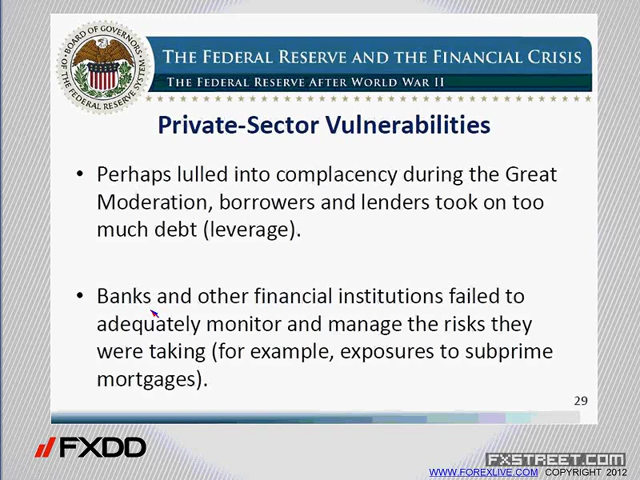 BOARD OF GOVERNORS
THE FEDERAL RESERVE SYSTEM
THE FEDERAL RESERVE AND THE FINANCIAL CRISIS
THE FEDERAL RESERVE AFTER WORLD WAR II
Private-Sector Vulnerabilities
• Perhaps lulled into complacency during the Great
Moderation, borrowers and lenders took on too
much debt (leverage).
• Banks and other financial institutions failed to
adequately monitor and manage the risks they
were taking (for example, exposures to subprime
mortgages).
29
FXDD
FXSTREET.COM
WWW.FOREXLIVE.COM COPYRIGHT 2012